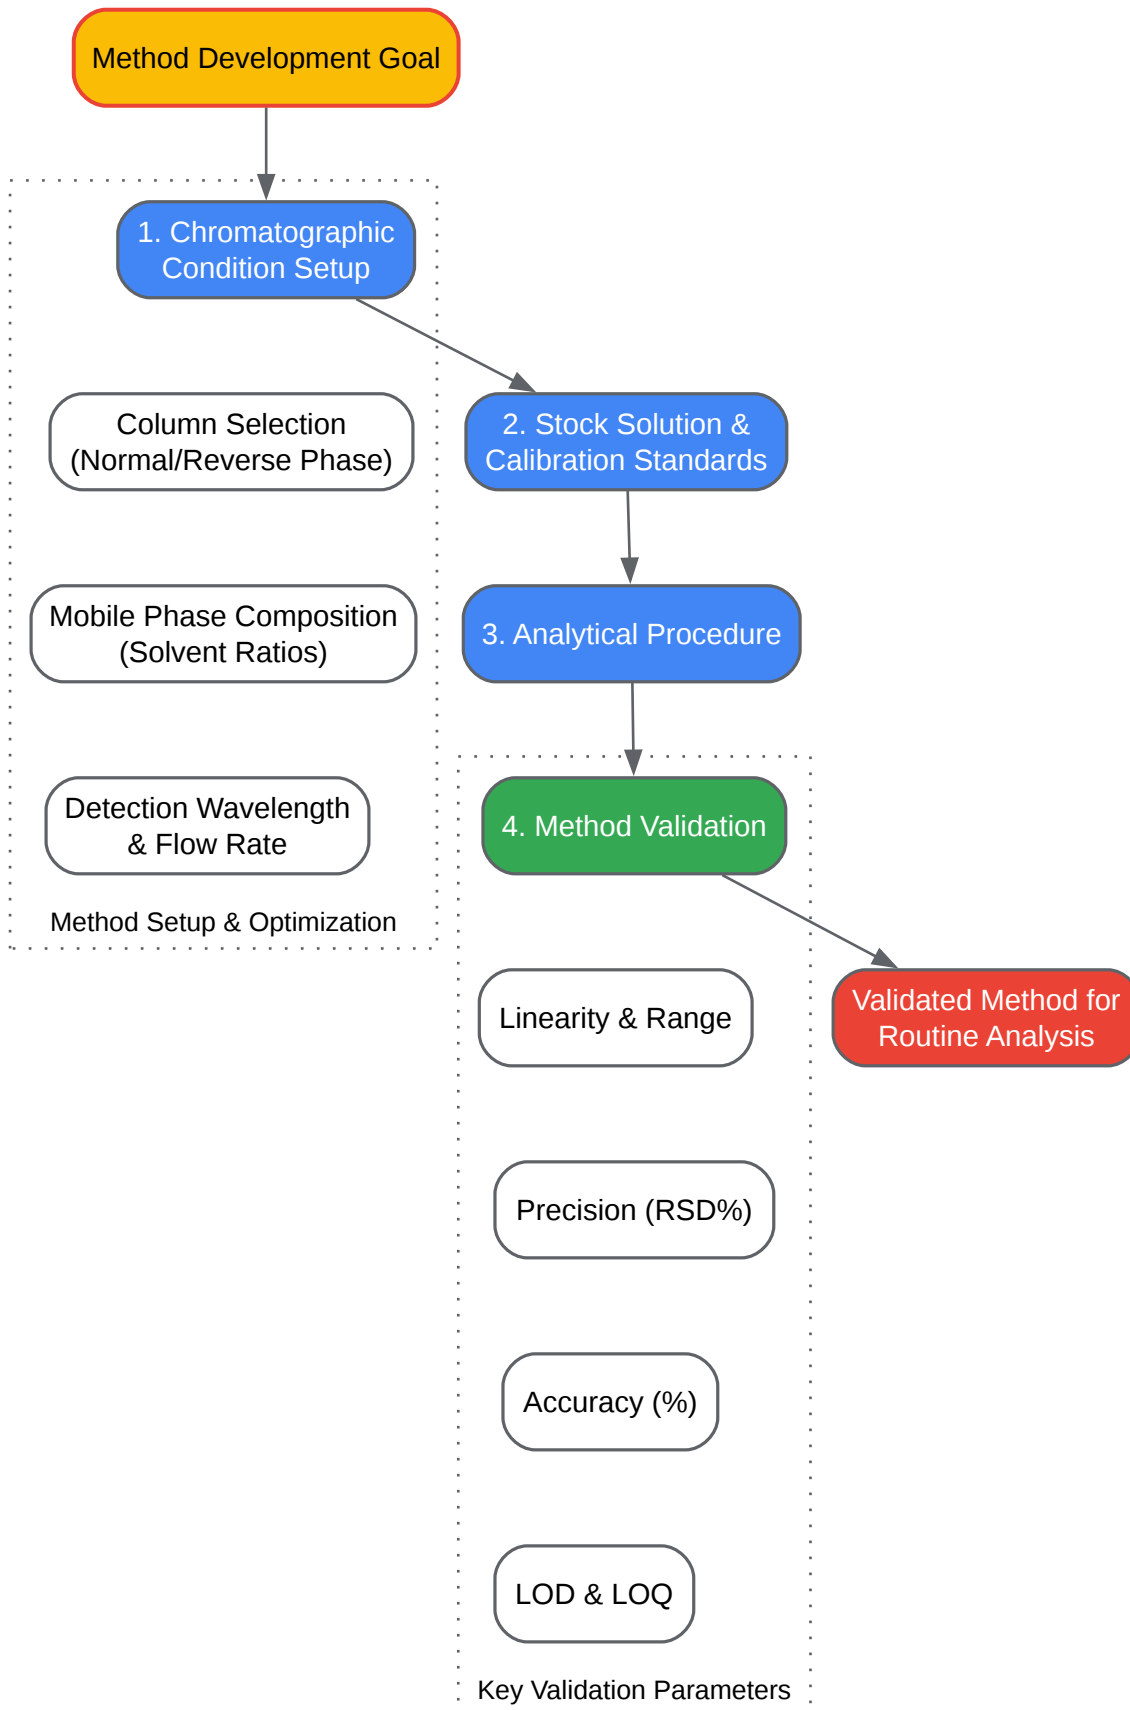 Method Development Goal
1. Chromatographic
Condition Setup
Column Selection
(Normal/Reverse Phase)
2. Stock Solution &
Calibration Standards
Mobile Phase Composition
(Solvent Ratios)
3. Analytical Procedure
Detection Wavelength
& Flow Rate
Method Setup & Optimization
4. Method Validation
Linearity & Range
Validated Method for
Routine Analysis
Precision (RSD%)
Accuracy (%)
LOD & LOQ
Key Validation Parameters